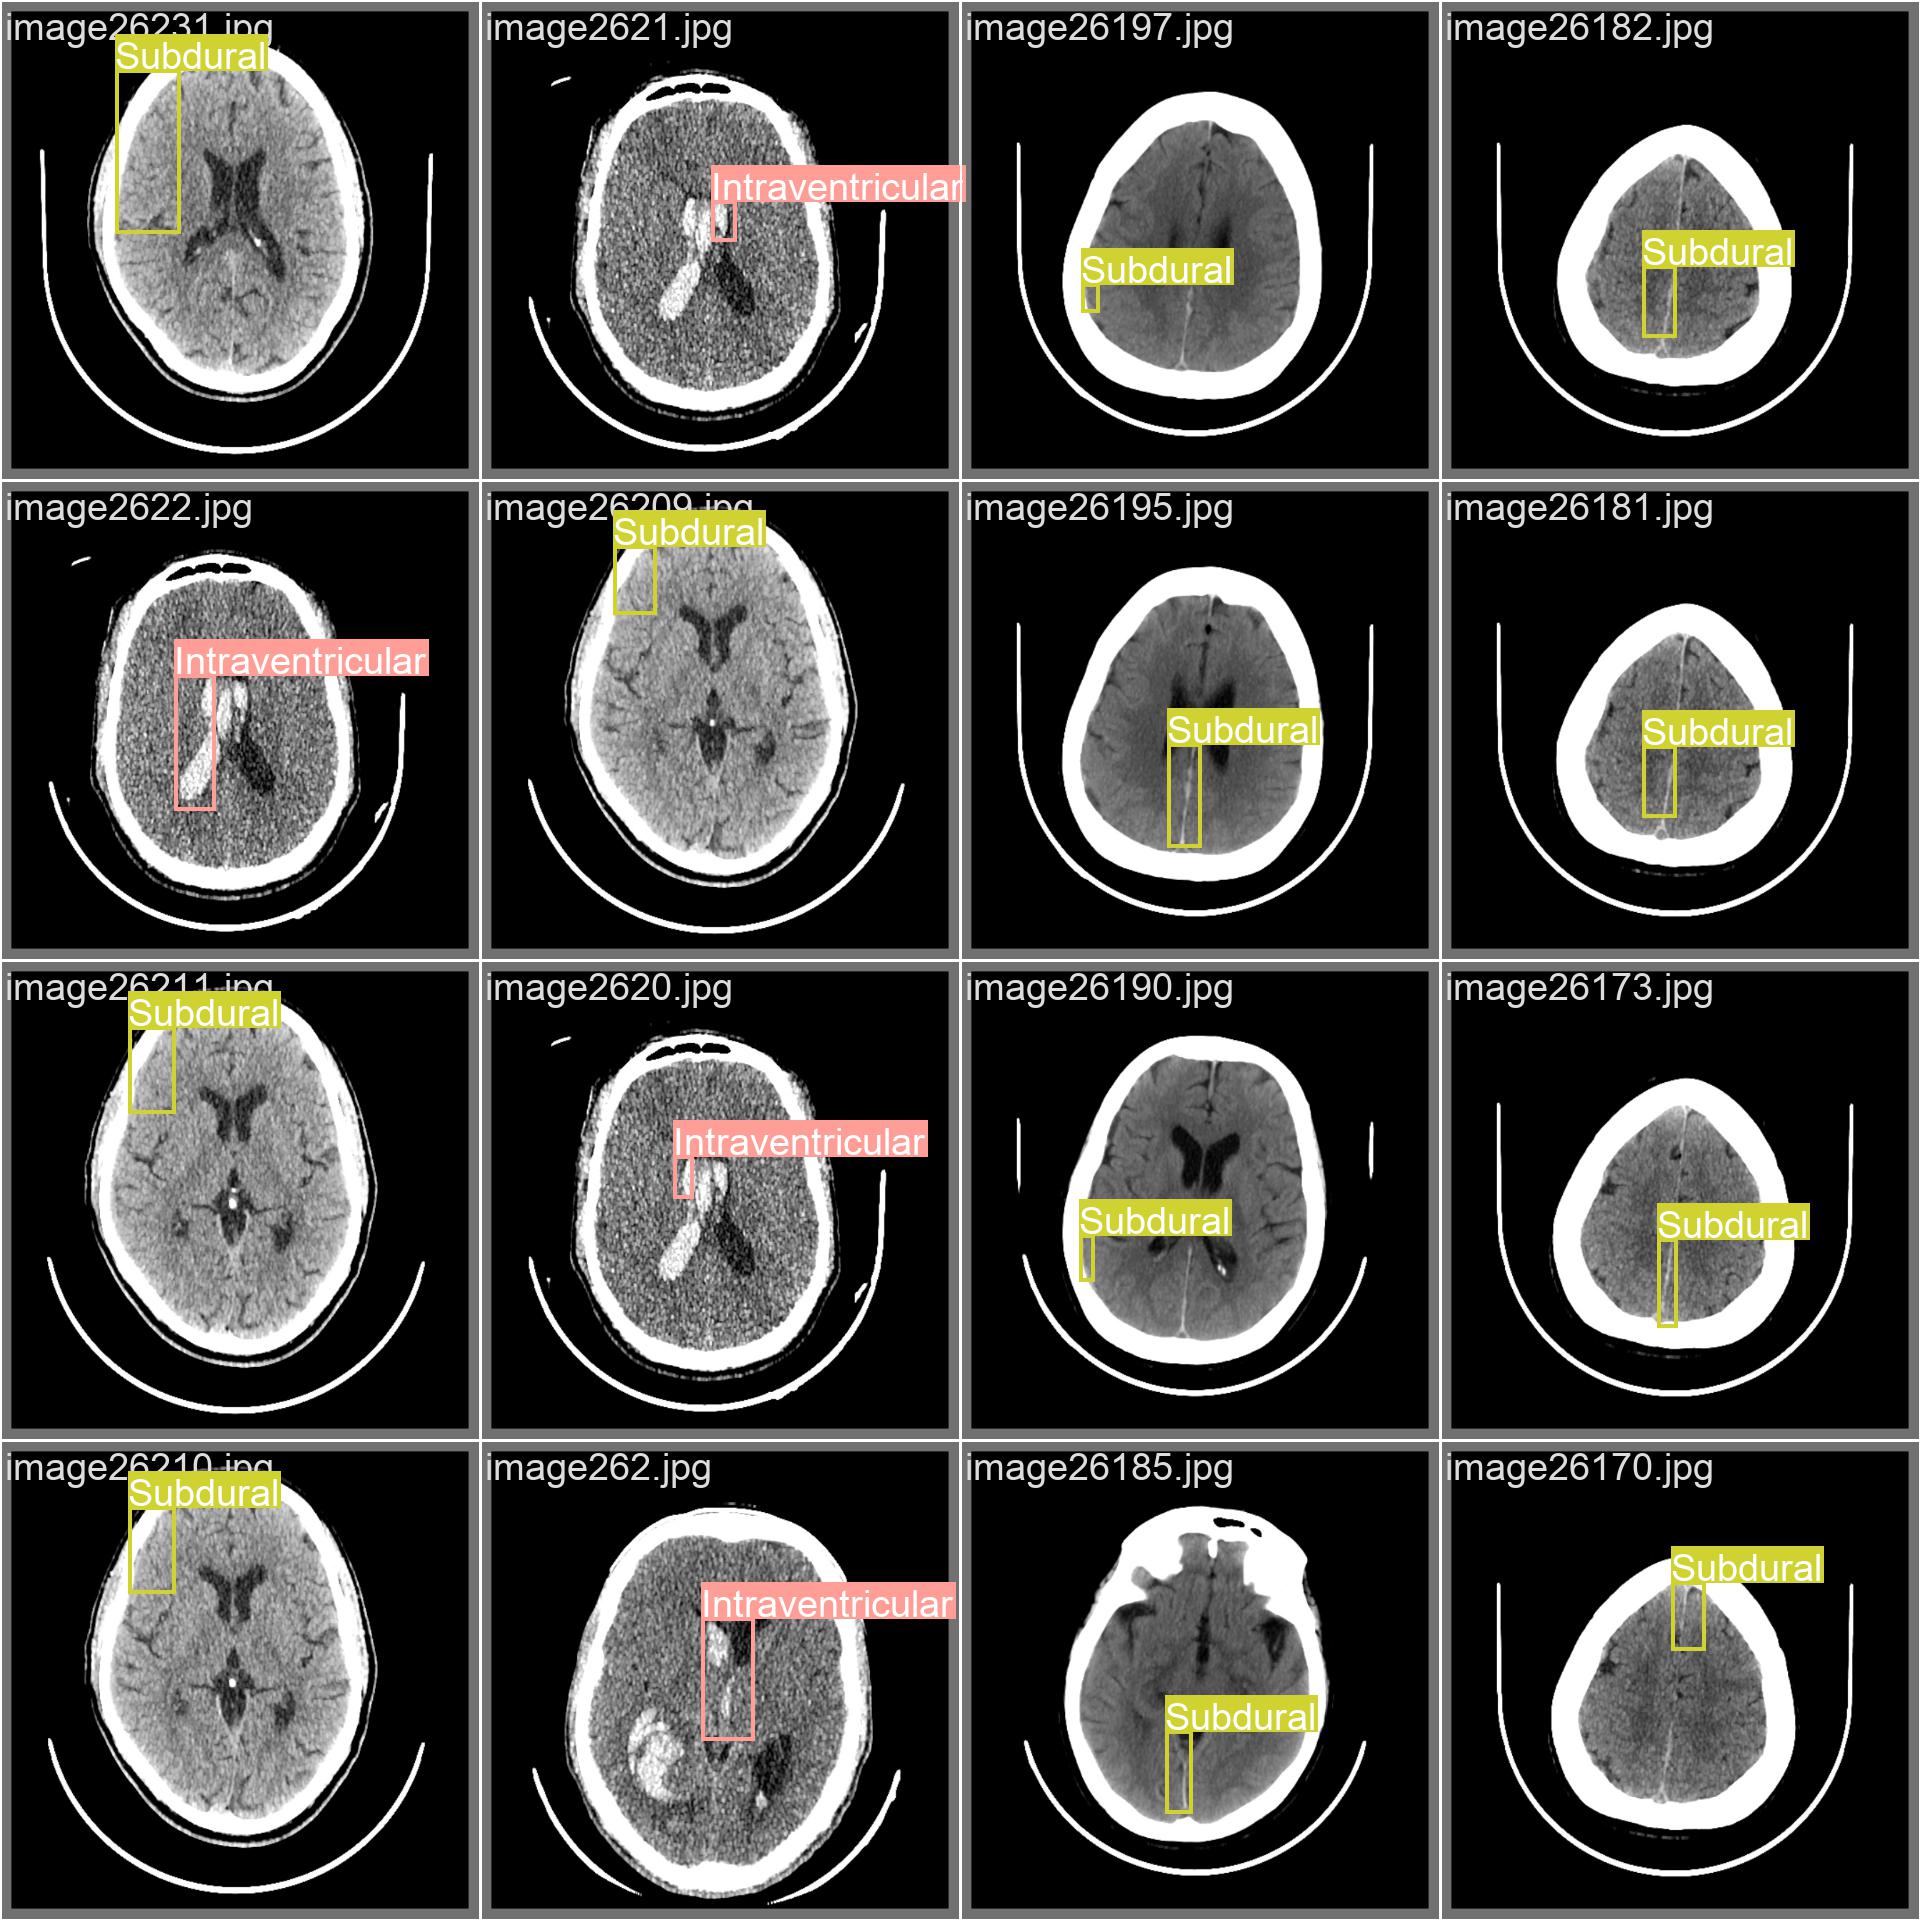 image26231.jpg
Subdural
image2621.jpg
Intraventricular
image26197.jpg
Subdural
image26182.jpg
Subdural
image2622.jpg
Intraventricular
image26209.jpg
Subdural
image26195.jpg
Subdural
image26181.jpg
Subdural
image26211.jpg
Subdural
image2620.jpg
Intraventricular
image26190.jpg
Subdural
image26173.jpg
Subdural
image26210.jpg
Subdural
image262.jpg
Intraventricular
image26185.jpg
Subdural
image26170.jpg
Subdural